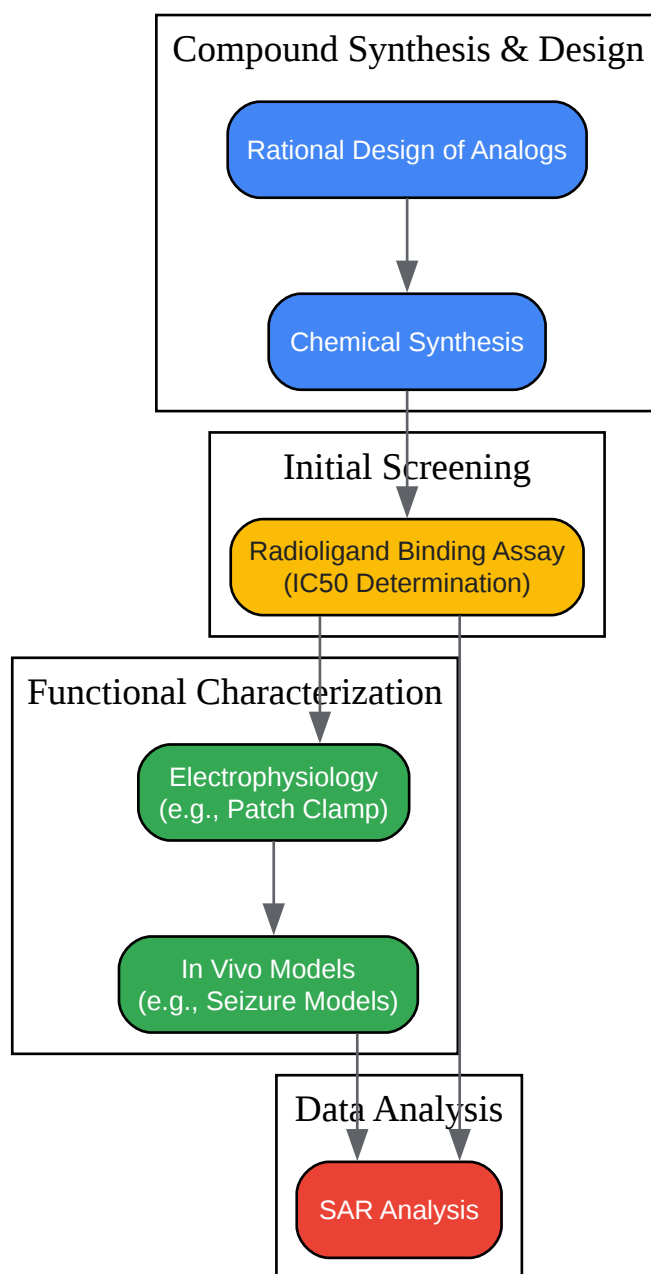 Compound Synthesis & Design
Rational Design of Analogs
Chemical Synthesis
Initial Screening
Radioligand Binding Assay
(IC50 Determination)
Functional Characterization
Electrophysiology
(e.g., Patch Clamp)
In Vivo Models
(e.g., Seizure Models)
Data Analysis
SAR Analysis